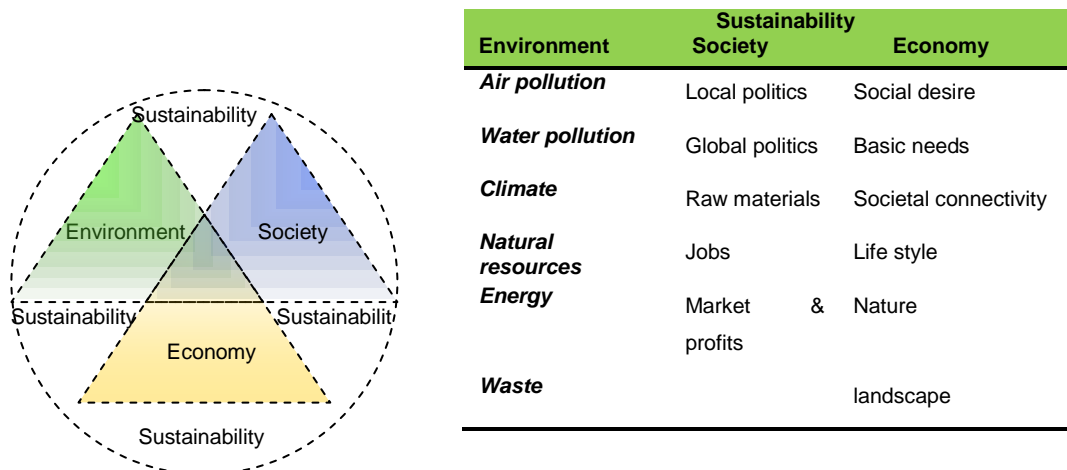 Sustainability
Environment
Society
Sustainability
Sustainabilit
Economy
Sustainability
Sustainability
Environment Society Economy
Air pollution Local politics Social desire
Water pollution Global politics Basic needs
Climate Raw materials Societal connectivity
Natural
resources Jobs Life style
Energy Market & Nature
profits
Waste landscape